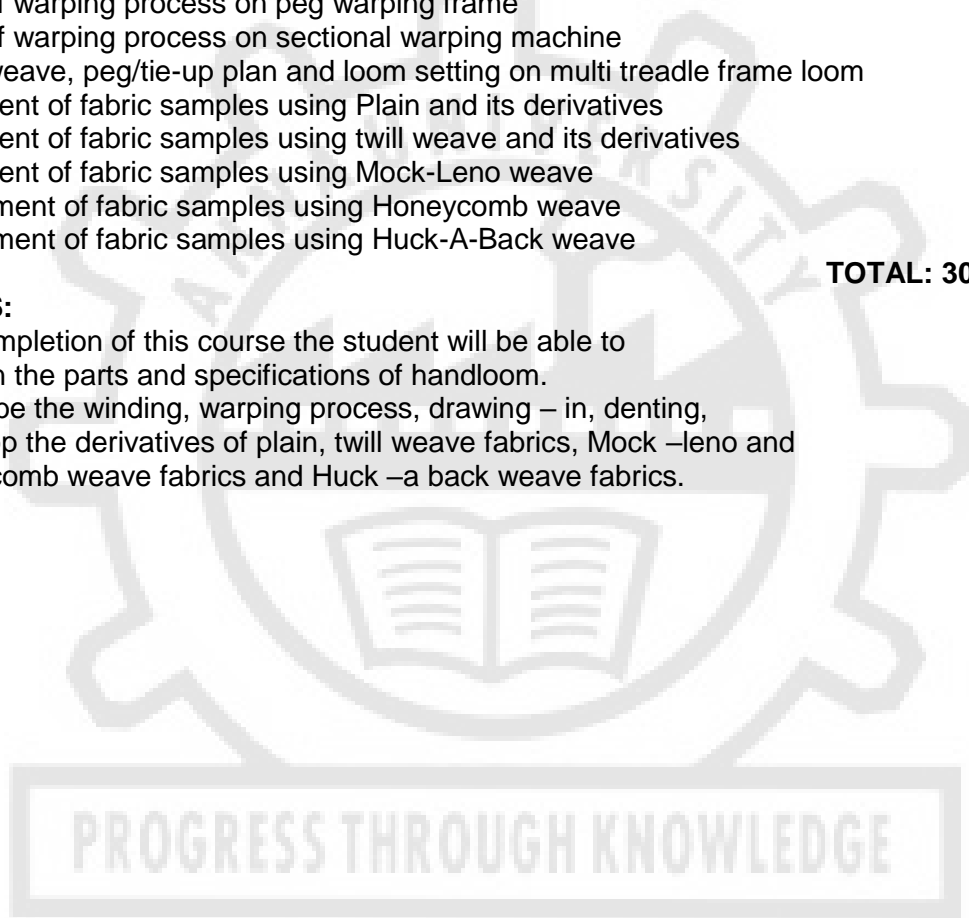 f warping process on peg warping frame
f warping process on sectional warping machine
weave, peg/tie-up plan and loom setting on multi treadle frame loom
ent of fabric samples using Plain and its derivatives
ent of fabric samples using twill weave and its derivatives
ent of fabric samples using Mock-Leno weave
ment of fabric samples using Honeycomb weave
ment of fabric samples using Huck-A-Back weave
TOTAL: 30
S:
mpletion of this course the student will be able to
n the parts and specifications of handloom.
be the winding, warping process, drawing – in, denting,
op the derivatives of plain, twill weave fabrics, Mock –leno and
comb weave fabrics and Huck –a back weave fabrics.
ANNA UNIVERSITY
PROGRESS THROUGH KNOWLEDGE